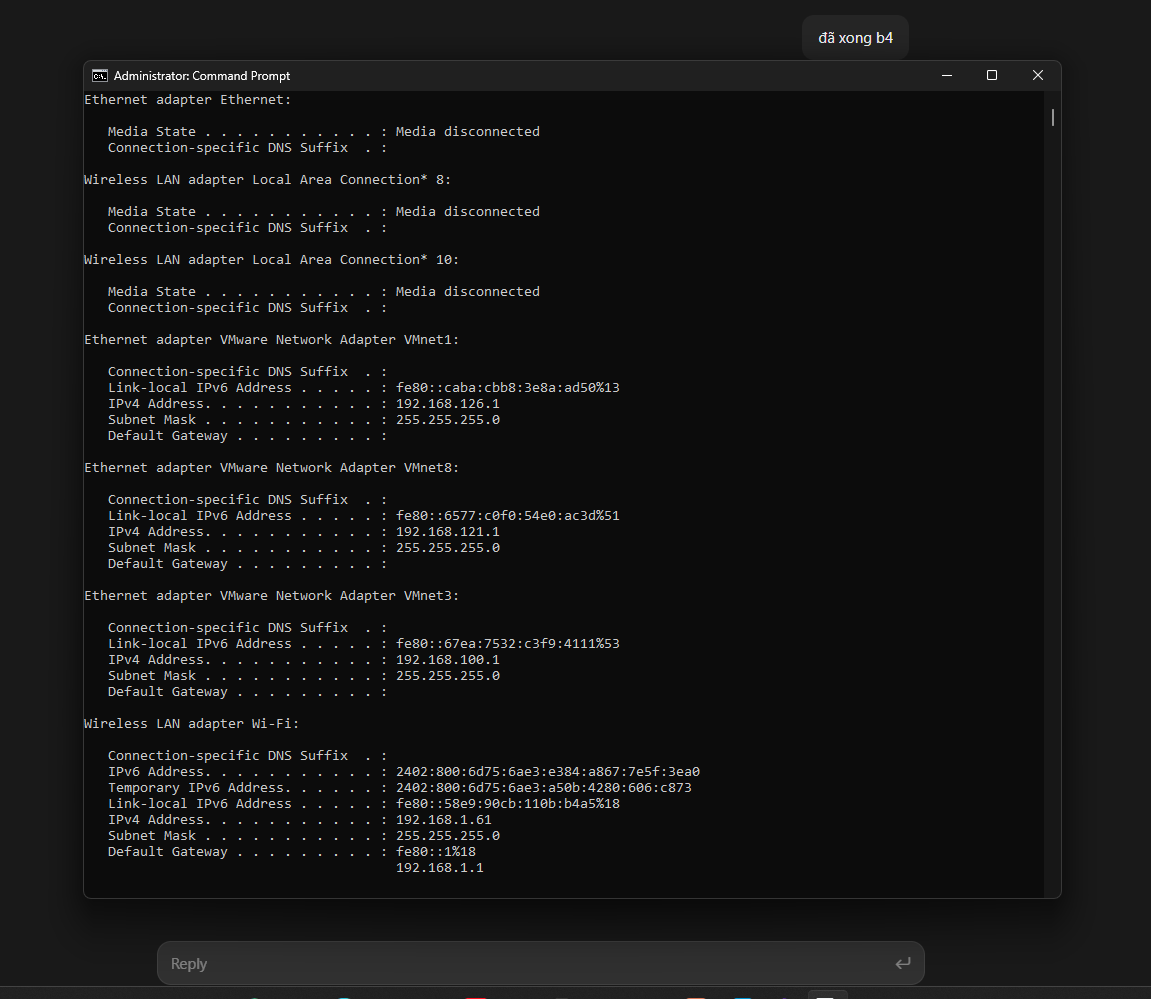 đã xong b4
Administrator: Command Prompt
Ethernet adapter Ethernet:
Media State . . . . . . . . . . . : Media disconnected
Connection-specific DNS Suffix  . :
Wireless LAN adapter Local Area Connection* 8:
Media State . . . . . . . . . . . : Media disconnected
Connection-specific DNS Suffix  . :
Wireless LAN adapter Local Area Connection* 10:
Media State . . . . . . . . . . . : Media disconnected
Connection-specific DNS Suffix  . :
Ethernet adapter VMware Network Adapter VMnet1:
Connection-specific DNS Suffix  . :
Link-local IPv6 Address . . . . . : fe80::caba:cbb8:3e8a:ad50%13
IPv4 Address. . . . . . . . . . . : 192.168.126.1
Subnet Mask . . . . . . . . . . . : 255.255.255.0
Default Gateway . . . . . . . . . :
Ethernet adapter VMware Network Adapter VMnet8:
Connection-specific DNS Suffix  . :
Link-local IPv6 Address . . . . . : fe80::6577:c0f0:54e0:ac3d%51
IPv4 Address. . . . . . . . . . . : 192.168.121.1
Subnet Mask . . . . . . . . . . . : 255.255.255.0
Default Gateway . . . . . . . . . :
Ethernet adapter VMware Network Adapter VMnet3:
Connection-specific DNS Suffix  . :
Link-local IPv6 Address . . . . . : fe80::67ea:7532:c3f9:4111%53
IPv4 Address. . . . . . . . . . . : 192.168.100.1
Subnet Mask . . . . . . . . . . . : 255.255.255.0
Default Gateway . . . . . . . . . :
Wireless LAN adapter Wi-Fi:
Connection-specific DNS Suffix  . :
IPv6 Address. . . . . . . . . . . : 2402:800:6d75:6ae3:e384:a867:7e5f:3ea0
Temporary IPv6 Address. . . . . . : 2402:800:6d75:6ae3:a50b:4280:606:c873
Link-local IPv6 Address . . . . . : fe80::58e9:90cb:110b:b4a5%18
IPv4 Address. . . . . . . . . . . : 192.168.1.61
Subnet Mask . . . . . . . . . . . : 255.255.255.0
Default Gateway . . . . . . . . . : fe80::1%18
192.168.1.1
Reply